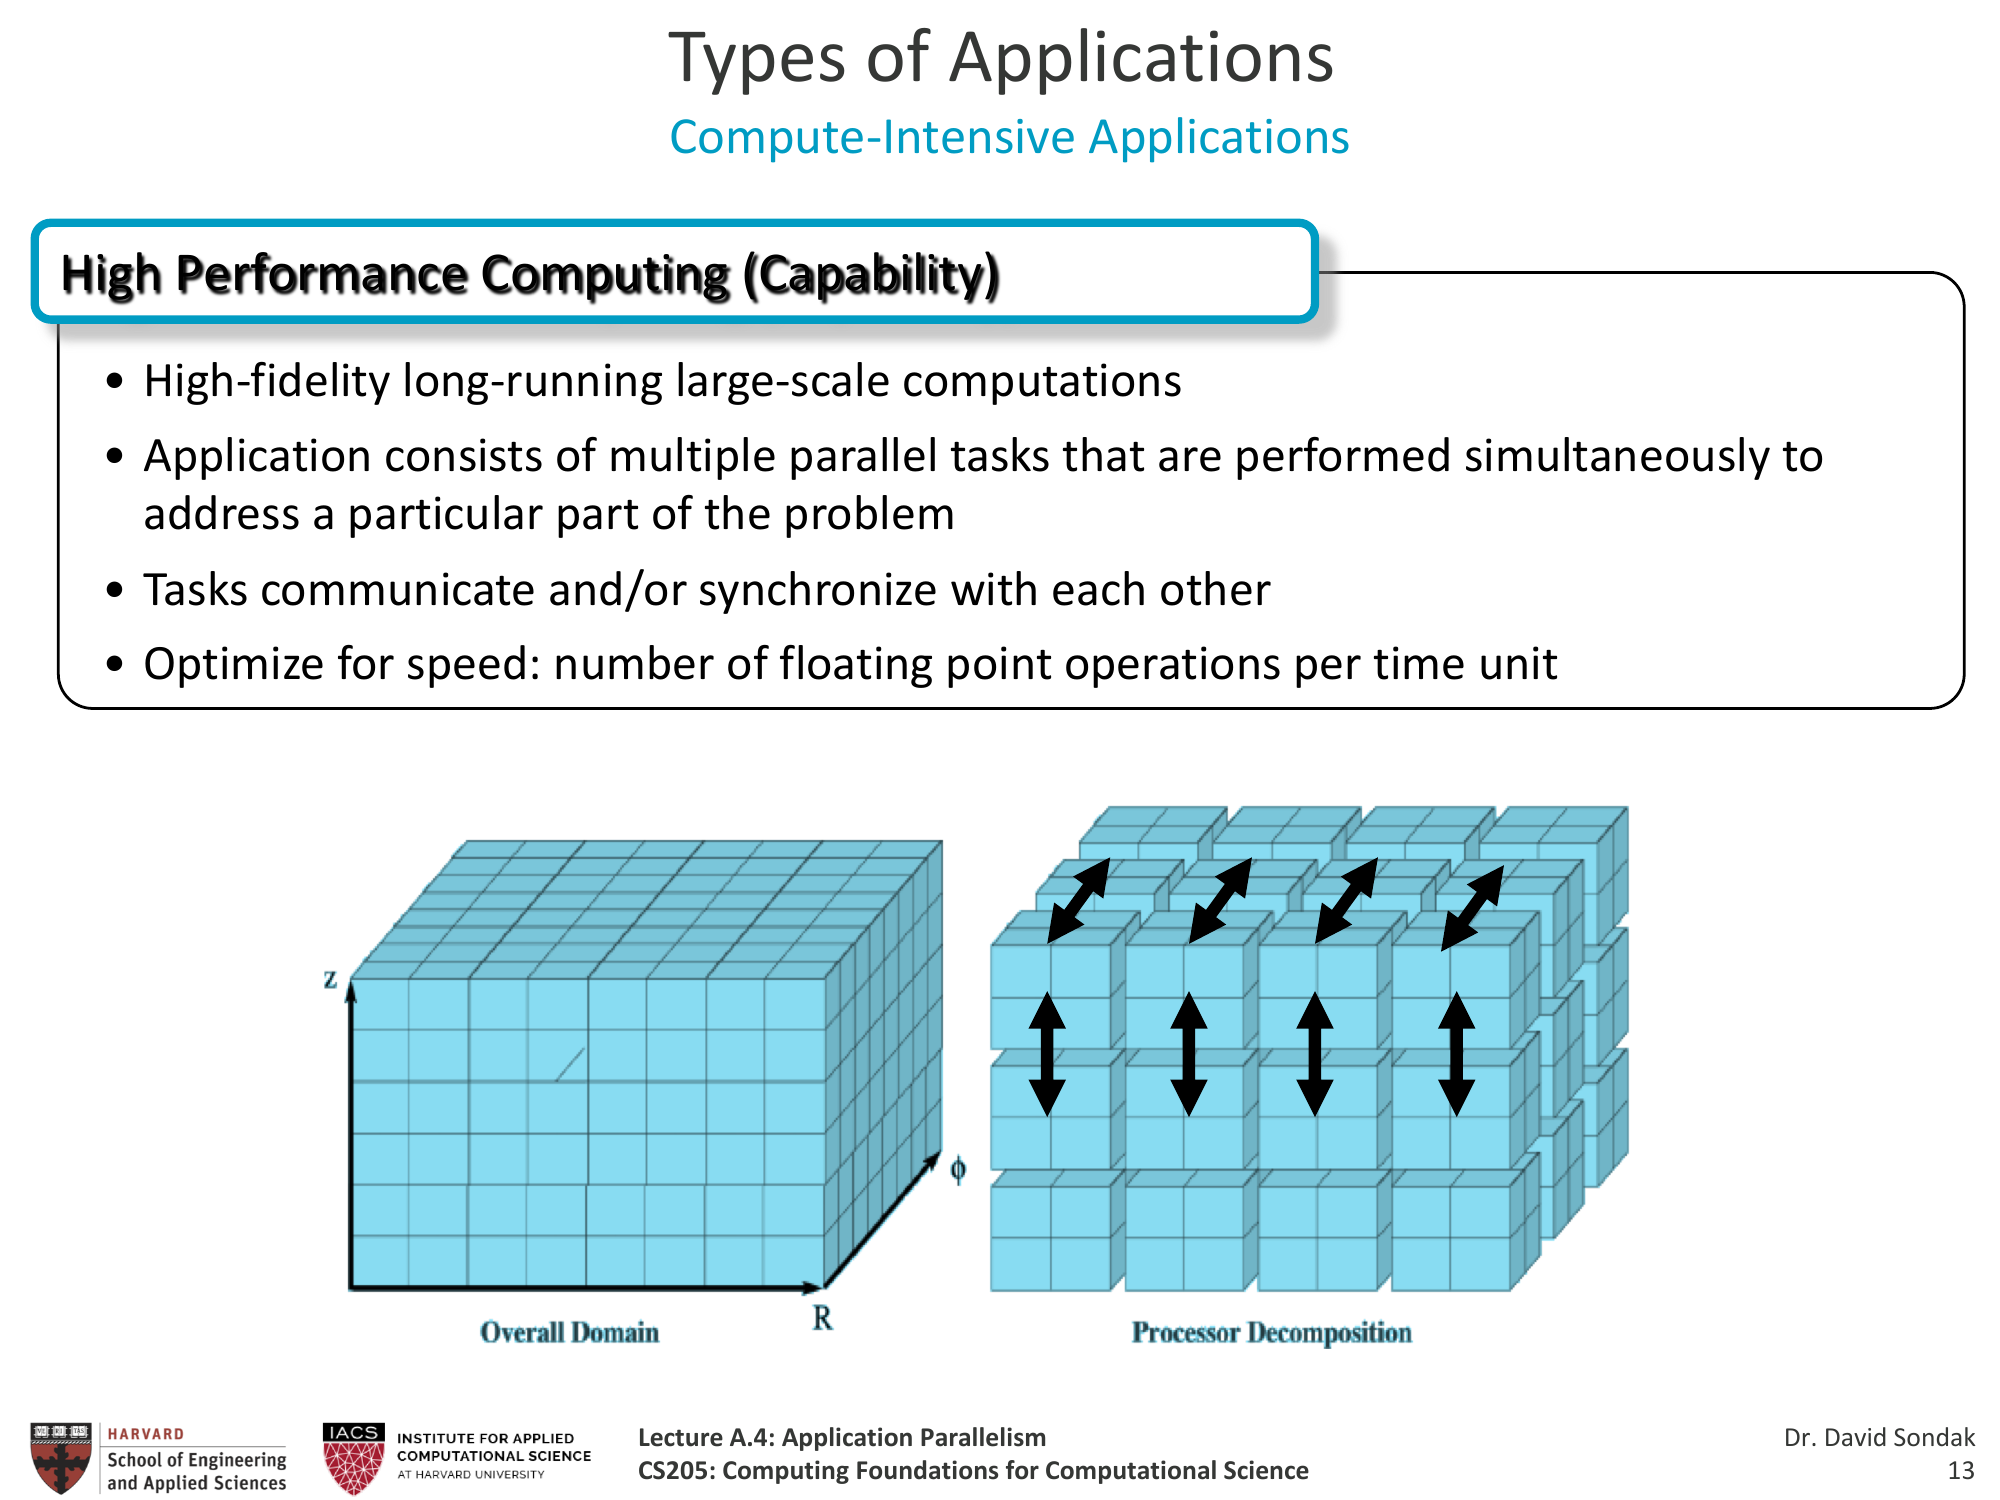 Types of Applications
Compute-Intensive Applications
High Performance Computing (Capability)
• High-fidelity long-running large-scale computations
• Application consists of multiple parallel tasks that are performed simultaneously to
address a particular part of the problem
• Tasks communicate and/or synchronize with each other
• Optimize for speed: number of floating point operations per time unit
z
ϕ
R
Overall Domain
Processor Decomposition
HARVARD
School of Engineering
and Applied Sciences
IACS
INSTITUTE FOR APPLIED
COMPUTATIONAL SCIENCE
AT HARVARD UNIVERSITY
Lecture A.4: Application Parallelism
CS205: Computing Foundations for Computational Science
Dr. David Sondak
13